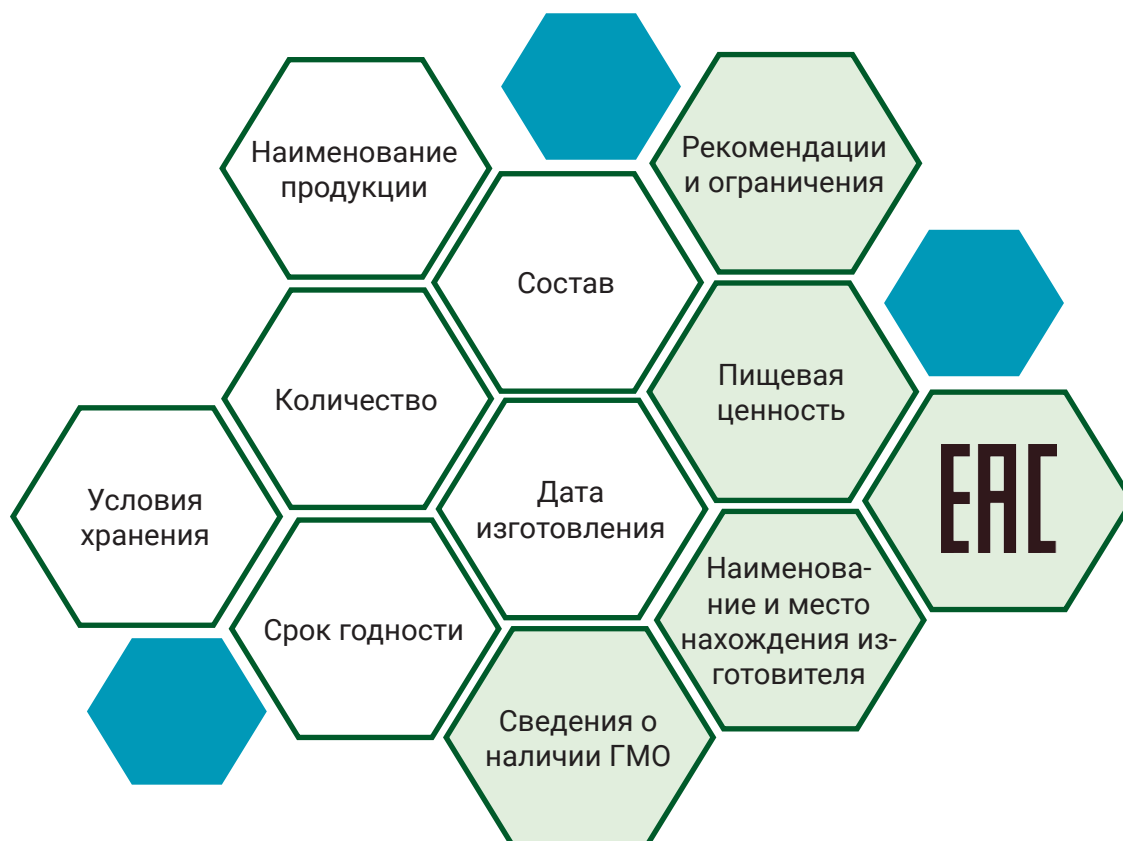 Наименование
продукции
Рекомендации
и ограничения
Состав
Количество
Пищевая
ценность
Условия
хранения
Дата
изготовления
EAC
Срок годности
Наименова-
ние и место
нахождения из-
готовителя
Сведения о
наличии ГМО